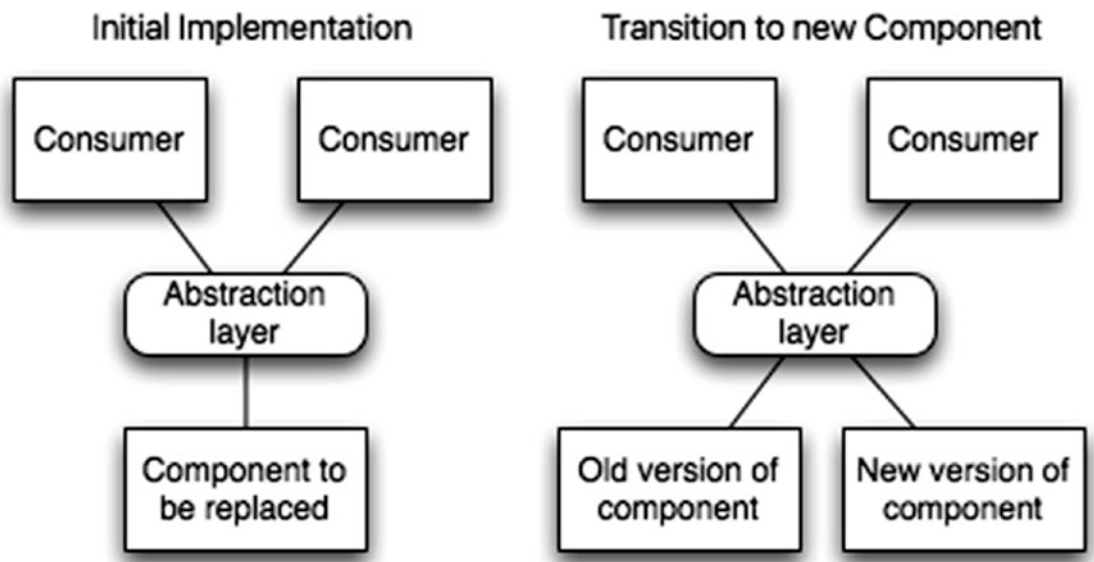 Initial Implementation
Consumer
Consumer
Abstraction
layer
Component to
be replaced
Transition to new Component
Consumer
Consumer
Abstraction
layer
Old version of
component
New version of
component